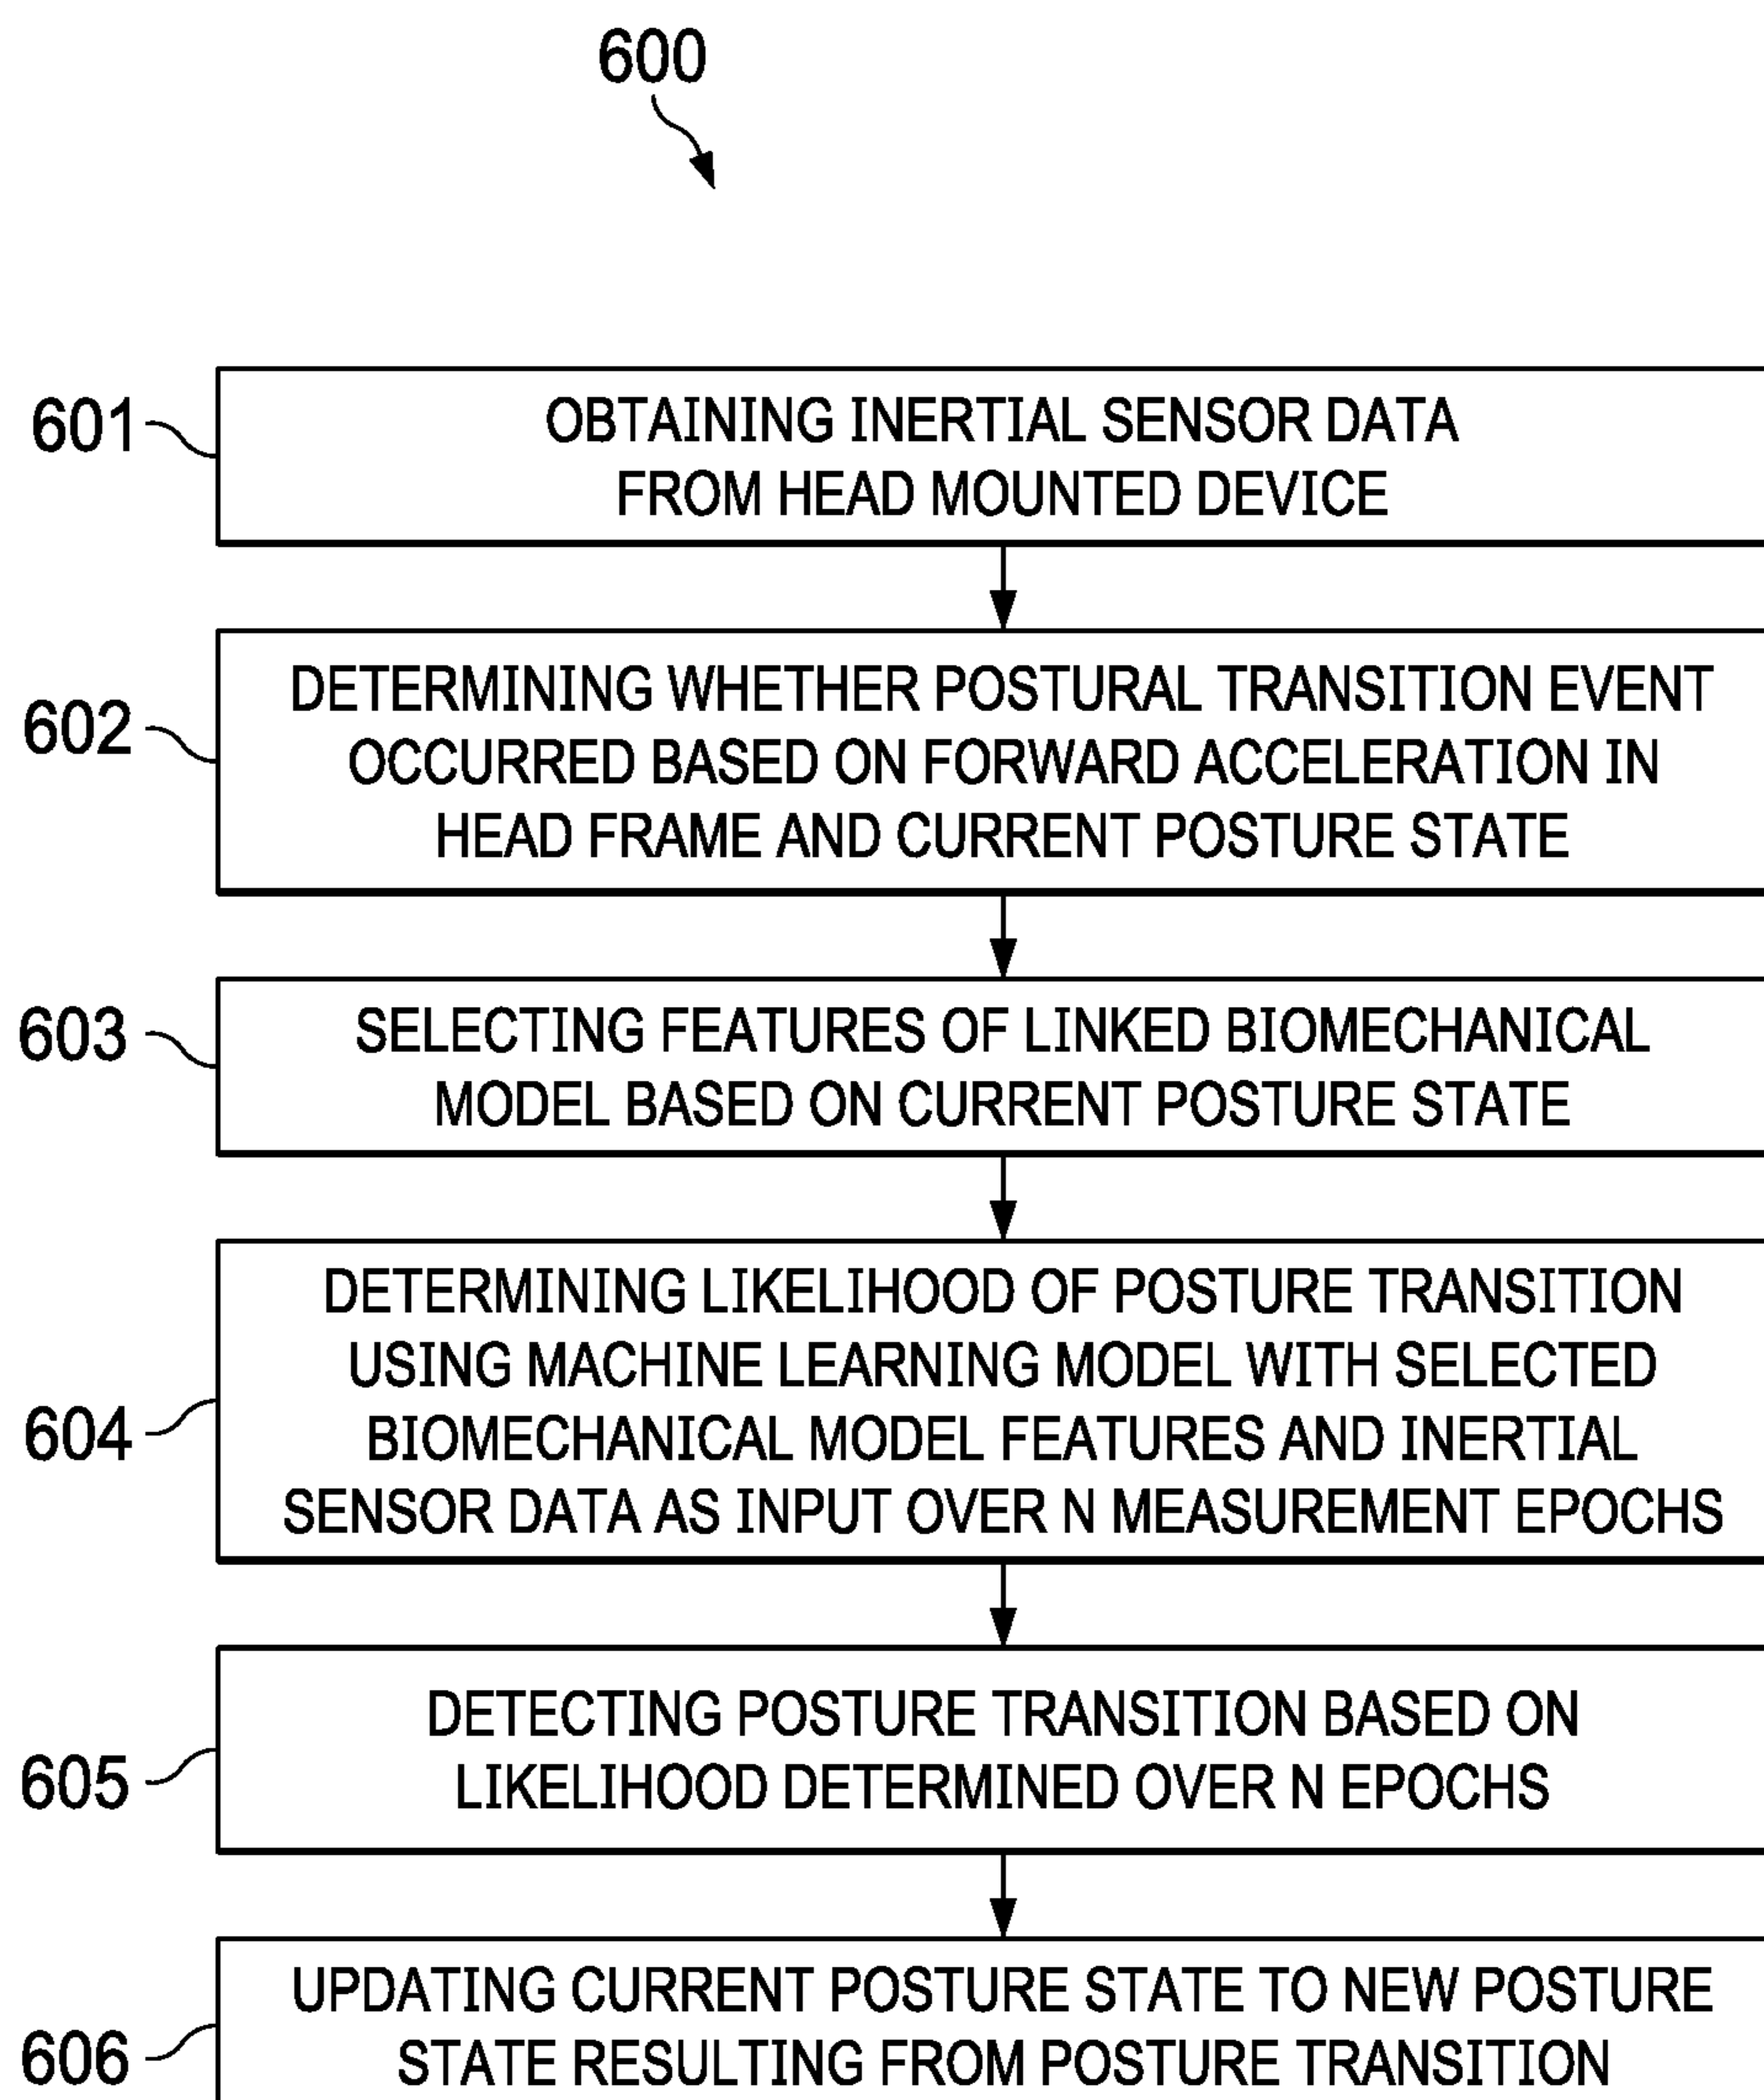 600
601
OBTAINING INERTIAL SENSOR DATA
FROM HEAD MOUNTED DEVICE
602
DETERMINING WHETHER POSTURAL TRANSITION EVENT
OCCURRED BASED ON FORWARD ACCELERATION IN
HEAD FRAME AND CURRENT POSTURE STATE
603
SELECTING FEATURES OF LINKED BIOMECHANICAL
MODEL BASED ON CURRENT POSTURE STATE
604
DETERMINING LIKELIHOOD OF POSTURE TRANSITION
USING MACHINE LEARNING MODEL WITH SELECTED
BIOMECHANICAL MODEL FEATURES AND INERTIAL
SENSOR DATA AS INPUT OVER N MEASUREMENT EPOCHS
605
DETECTING POSTURE TRANSITION BASED ON
LIKELIHOOD DETERMINED OVER N EPOCHS
606
UPDATING CURRENT POSTURE STATE TO NEW POSTURE
STATE RESULTING FROM POSTURE TRANSITION